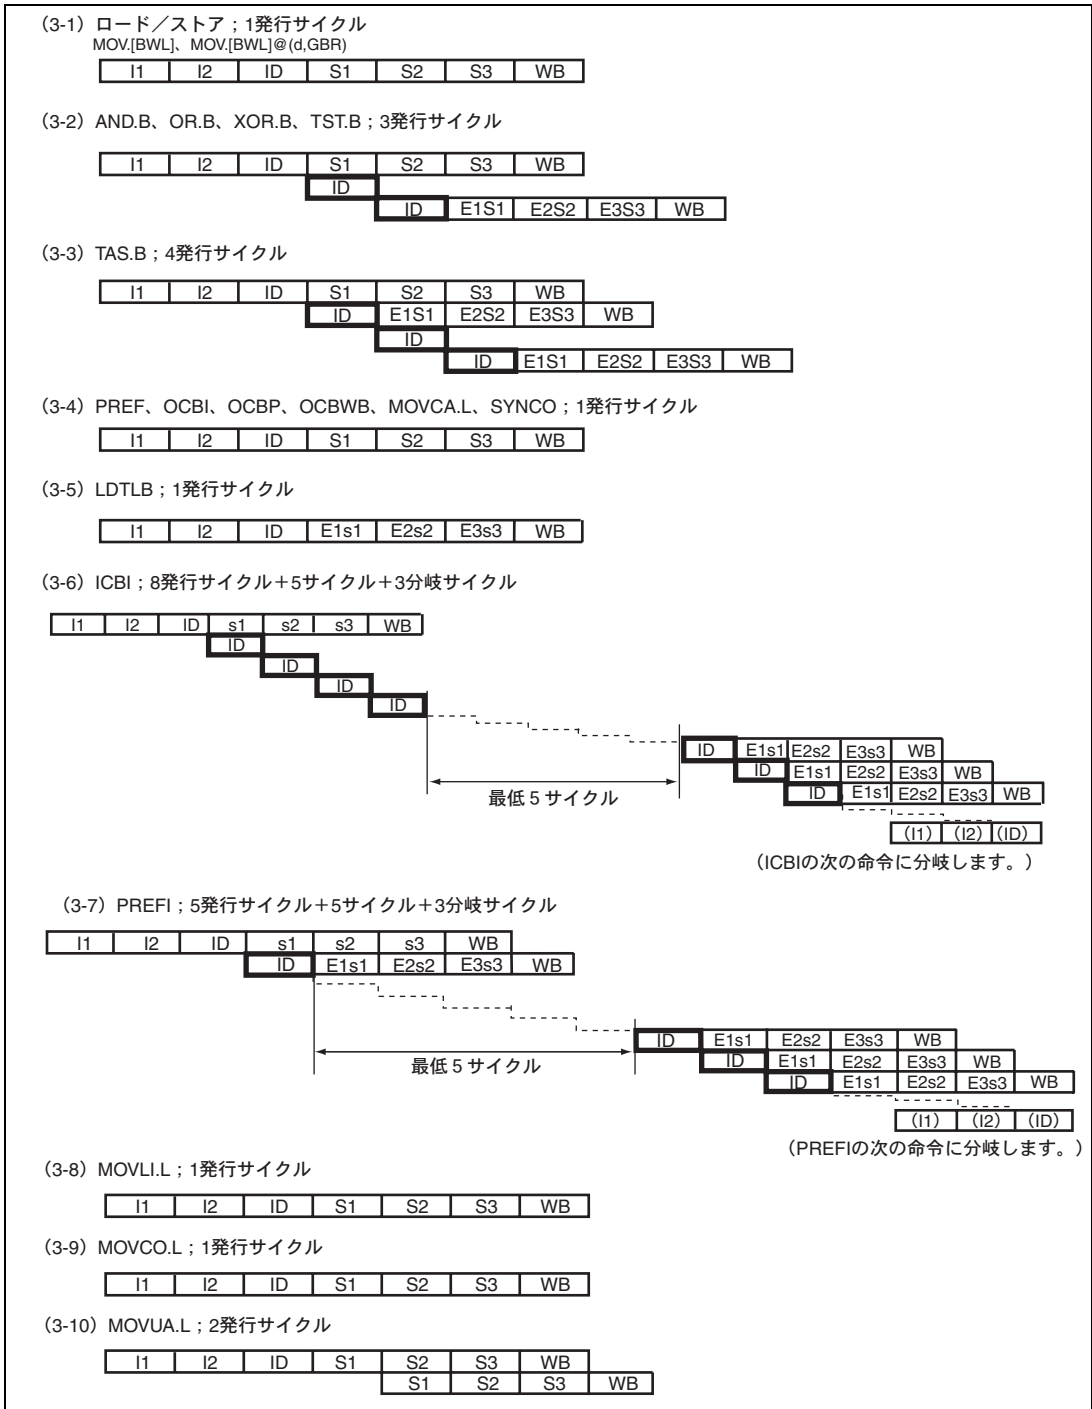 (3-1) ロード／ストア；1発行サイクル
MOV.[BWL]、MOV.[BWL]@(d,GBR)
I1 I2 ID S1 S2 S3 WB
(3-2) AND.B、OR.B、XOR.B、TST.B；3発行サイクル
I1 I2 ID S1 S2 S3 WB
ID
ID E1S1 E2S2 E3S3 WB
(3-3) TAS.B；4発行サイクル
I1 I2 ID S1 S2 S3 WB
ID E1S1 E2S2 E3S3 WB
ID
ID E1S1 E2S2 E3S3 WB
(3-4) PREF、OCBI、OCBP、OCBWB、MOVCA.L、SYNCO；1発行サイクル
I1 I2 ID S1 S2 S3 WB
(3-5) LDTLB；1発行サイクル
I1 I2 ID E1s1 E2s2 E3s3 WB
(3-6) ICBI；8発行サイクル＋5サイクル＋3分岐サイクル
I1 I2 ID s1 s2 s3 WB
ID
ID
ID
ID
ID E1s1 E2s2 E3s3 WB
ID E1s1 E2s2 E3s3 WB
最低5サイクル ID E1s1 E2s2 E3s3 WB
(I1) (I2) (ID)
（ICBIの次の命令に分岐します。）
(3-7) PREFI；5発行サイクル＋5サイクル＋3分岐サイクル
I1 I2 ID s1 s2 s3 WB
ID E1s1 E2s2 E3s3 WB
ID E1s1 E2s2 E3s3 WB
最低5サイクル ID E1s1 E2s2 E3s3 WB
ID E1s1 E2s2 E3s3 WB
(I1) (I2) (ID)
（PREFIの次の命令に分岐します。）
(3-8) MOVLI.L；1発行サイクル
I1 I2 ID S1 S2 S3 WB
(3-9) MOVCO.L；1発行サイクル
I1 I2 ID S1 S2 S3 WB
(3-10) MOVUA.L；2発行サイクル
I1 I2 ID S1 S2 S3 WB
S1 S2 S3 WB